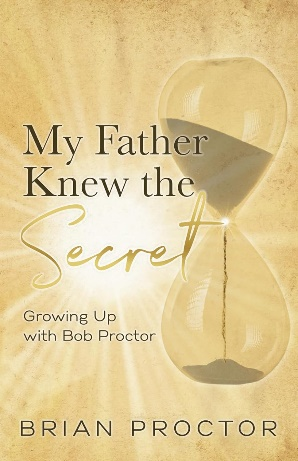 My Father
Knew the
Secret
Growing Up
with Bob Proctor
BRIAN PROCTOR